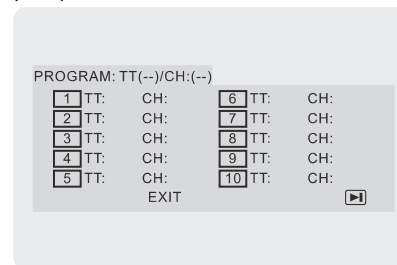 PROGRAM: TT(--)/CH:(--)
1 TT: CH: 6 TT: CH:
2 TT: CH: 7 TT: CH:
3 TT: CH: 8 TT: CH:
4 TT: CH: 9 TT: CH:
5 TT: CH: 10 TT: CH:
EXIT